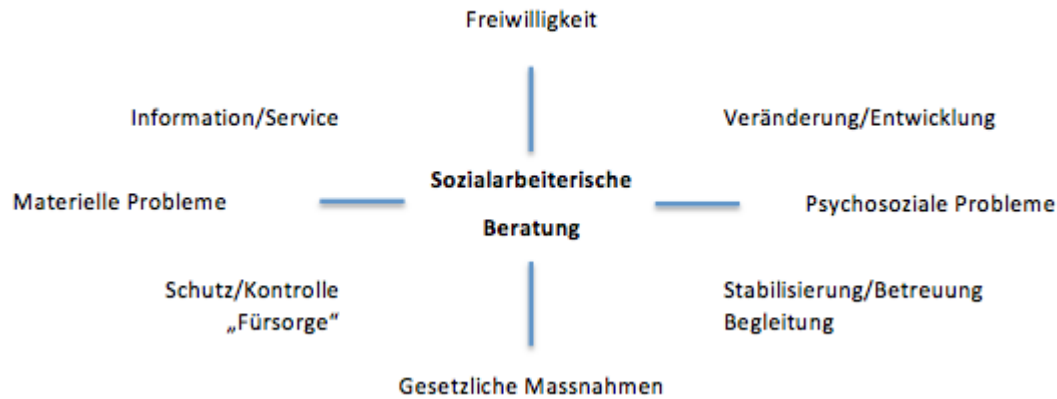 Freiwilligkeit
Information/Service
Veränderung/Entwicklung
Sozialarbeiterische
Materielle Probleme
Psychosoziale Probleme
Beratung
Schutz/Kontrolle
„Fürsorge“
Stabilisierung/Betreuung
Begleitung
Gesetzliche Massnahmen